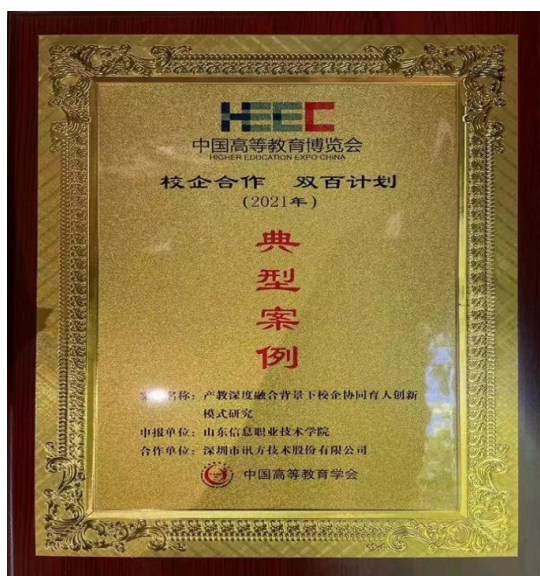 HEEC
中国高等教育博览会
HIGHER EDUCATION EXPO CHINA
校企合作 双百计划
(2021年)
典
型
案
例
名称：产教深度融合背景下校企协同育人创新
模式研究
申报单位：山东信息职业技术学院
合作单位：深圳市讯方技术股份有限公司
中国高等教育学会